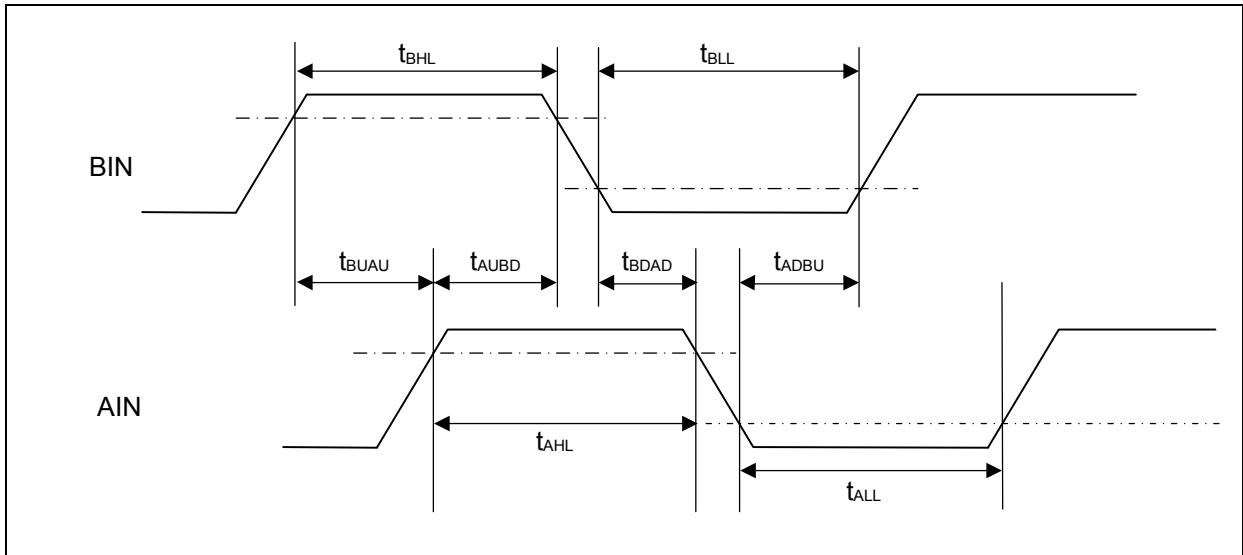 tBHL
tBLL
BIN
tBUAU
tAUBD
tBDAD
tADBU
AIN
tAHL
tALL